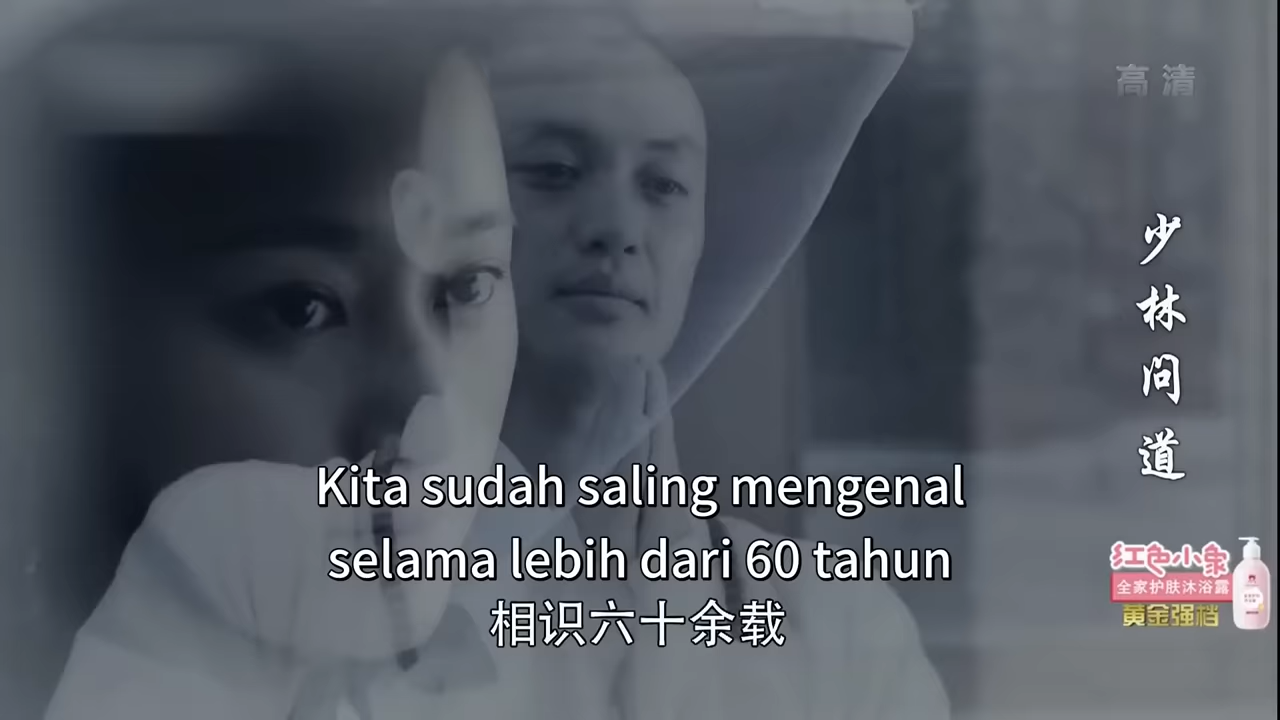 高清
少林问道
Kita sudah saling mengenal
selama lebih dari 60 tahun
相识六十余载
红色小象
全家护肤沐浴露
黄金强档